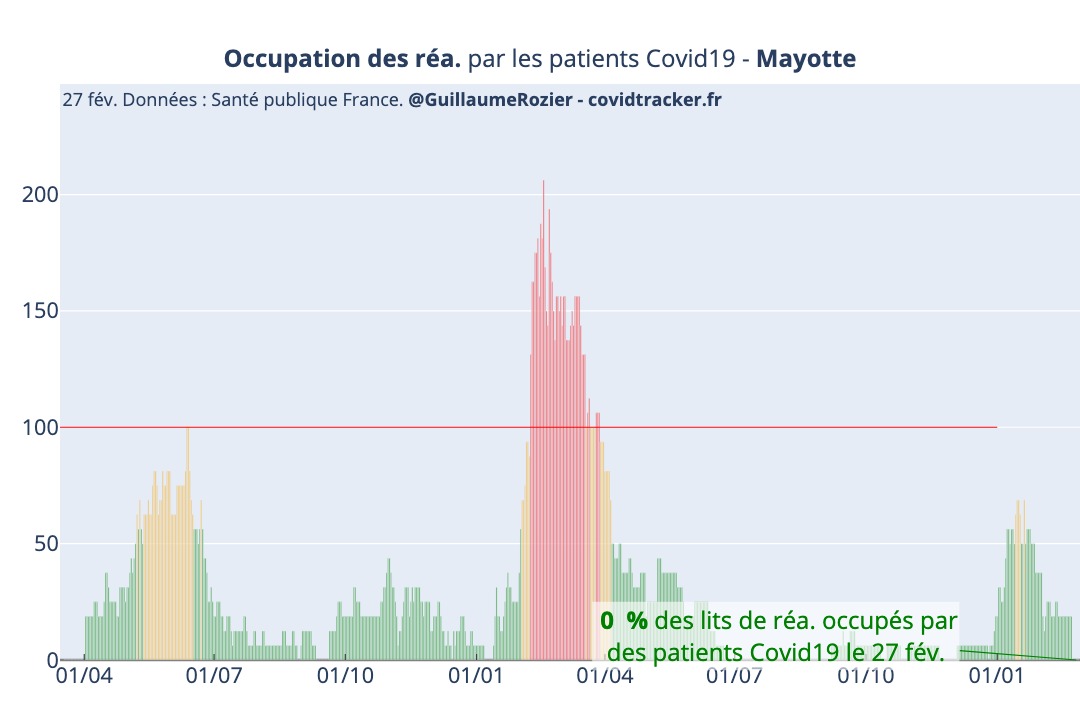 Occupation des réa. par les patients Covid19 - Mayotte
27 fév. Données : Santé publique France. @GuillaumeRozier - covidtracker.fr
200
150
100
50
0
0 % des lits de réa. occupés par
des patients Covid19 le 27 fév.
01/04 01/07 01/10 01/01 01/04 01/07 01/10 01/01